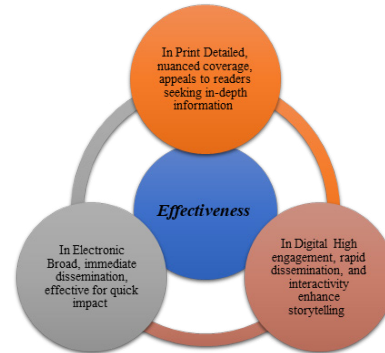 In Print Detailed,
nuanced coverage,
appeals to readers
seeking in-depth
information
Effectiveness
In Electronic
Broad, immediate
dissemination,
effective for quick
impact
In Digital High
engagement, rapid
dissemination, and
interactivity
enhance
storytelling